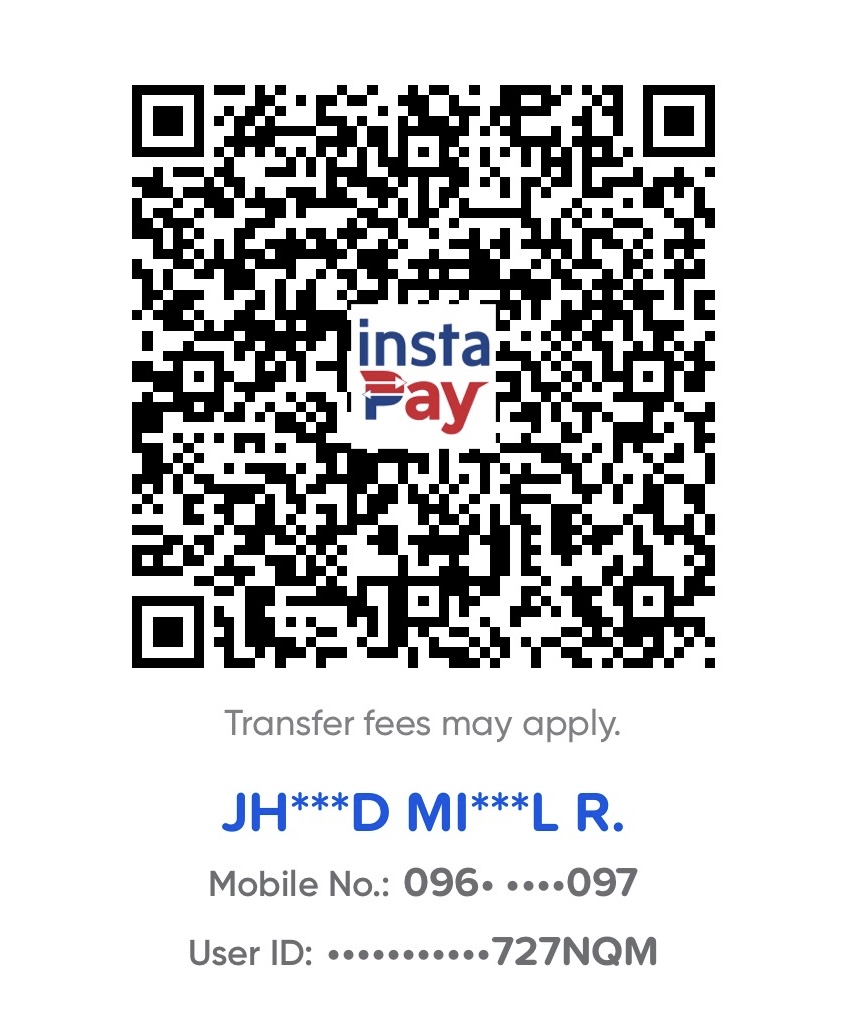 insta
Pay
Transfer fees may apply.
JH***D MI***L R.
Mobile No.: 096• ••••097
User ID: •••••••••••727NQM